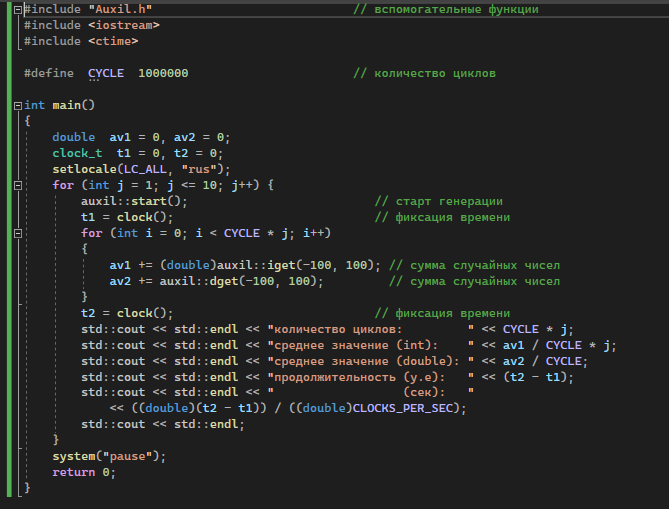 #include "Auxil.h" // вспомогательные функции
#include <iostream>
#include <ctime>
#define CYCLE 1000000 // количество циклов
int main()
{
double av1 = 0, av2 = 0;
clock_t t1 = 0, t2 = 0;
setlocale(LC_ALL, "rus");
for (int j = 1; j <= 10; j++) {
auxil::start(); // старт генерации
t1 = clock(); // фиксация времени
for (int i = 0; i < CYCLE * j; i++)
{
av1 += (double)auxil::iget(-100, 100); // сумма случайных чисел
av2 += auxil::dget(-100, 100); // сумма случайных чисел
}
t2 = clock(); // фиксация времени
std::cout << std::endl << "количество циклов: " << CYCLE * j;
std::cout << std::endl << "среднее значение (int): " << av1 / CYCLE * j;
std::cout << std::endl << "среднее значение (double): " << av2 / CYCLE;
std::cout << std::endl << "продолжительность (у.е): " << (t2 - t1);
std::cout << std::endl << " (сек): "
<< ((double)(t2 - t1)) / ((double)CLOCKS_PER_SEC);
std::cout << std::endl;
}
system("pause");
return 0;
}